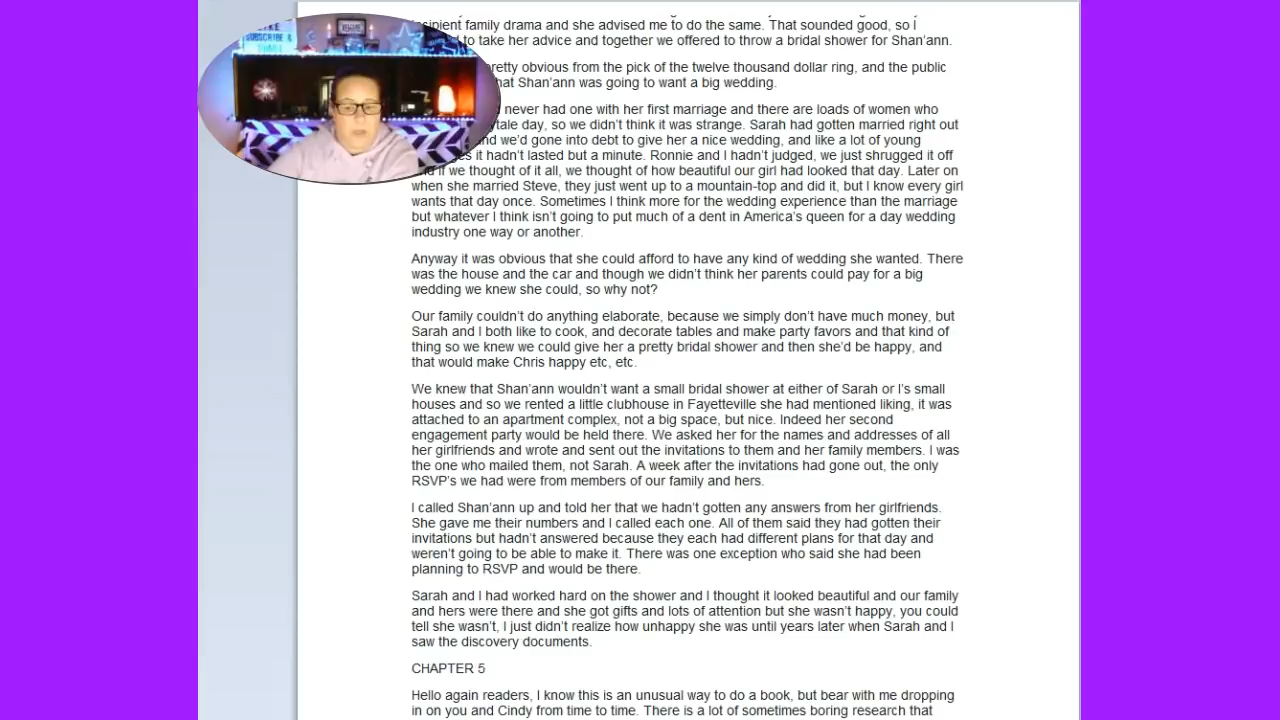 SUBSCRIBE &
incipient family drama and she advised me to do the same. That sounded good, so I
to take her advice and together we offered to throw a bridal shower for Shan'ann.
pretty obvious from the pick of the twelve thousand dollar ring, and the public
that Shan'ann was going to want a big wedding.
never had one with her first marriage and there are loads of women who
day, so we didn't think it was strange. Sarah had gotten married right out
and we'd gone into debt to give her a nice wedding, and like a lot of young
it hadn't lasted but a minute. Ronnie and I hadn't judged, we just shrugged it off
and if we thought of it all, we thought of how beautiful our girl had looked that day. Later on
when she married Steve, they just went up to a mountain-top and did it, but I know every girl
wants that day once. Sometimes I think more for the wedding experience than the marriage
but whatever I think isn't going to put much of a dent in America's queen for a day wedding
industry one way or another.
Anyway it was obvious that she could afford to have any kind of wedding she wanted. There
was the house and the car and though we didn't think her parents could pay for a big
wedding we knew she could, so why not?
Our family couldn't do anything elaborate, because we simply don't have much money, but
Sarah and I both like to cook, and decorate tables and make party favors and that kind of
thing so we knew we could give her a pretty bridal shower and then she'd be happy, and
that would make Chris happy etc, etc.
We knew that Shan'ann wouldn't want a small bridal shower at either of Sarah or I's small
houses and so we rented a little clubhouse in Fayetteville she had mentioned liking, it was
attached to an apartment complex, not a big space, but nice. Indeed her second
engagement party would be held there. We asked her for the names and addresses of all
her girlfriends and wrote and sent out the invitations to them and her family members. I was
the one who mailed them, not Sarah. A week after the invitations had gone out, the only
RSVP's we had were from members of our family and hers.
I called Shan'ann up and told her that we hadn't gotten any answers from her girlfriends.
She gave me their numbers and I called each one. All of them said they had gotten their
invitations but hadn't answered because they each had different plans for that day and
weren't going to be able to make it. There was one exception who said she had been
planning to RSVP and would be there.
Sarah and I had worked hard on the shower and I thought it looked beautiful and our family
and hers were there and she got gifts and lots of attention but she wasn't happy, you could
tell she wasn't, I just didn't realize how unhappy she was until years later when Sarah and I
saw the discovery documents.
CHAPTER 5
Hello again readers, I know this is an unusual way to do a book, but bear with me dropping
in on you and Cindy from time to time. There is a lot of sometimes boring research that